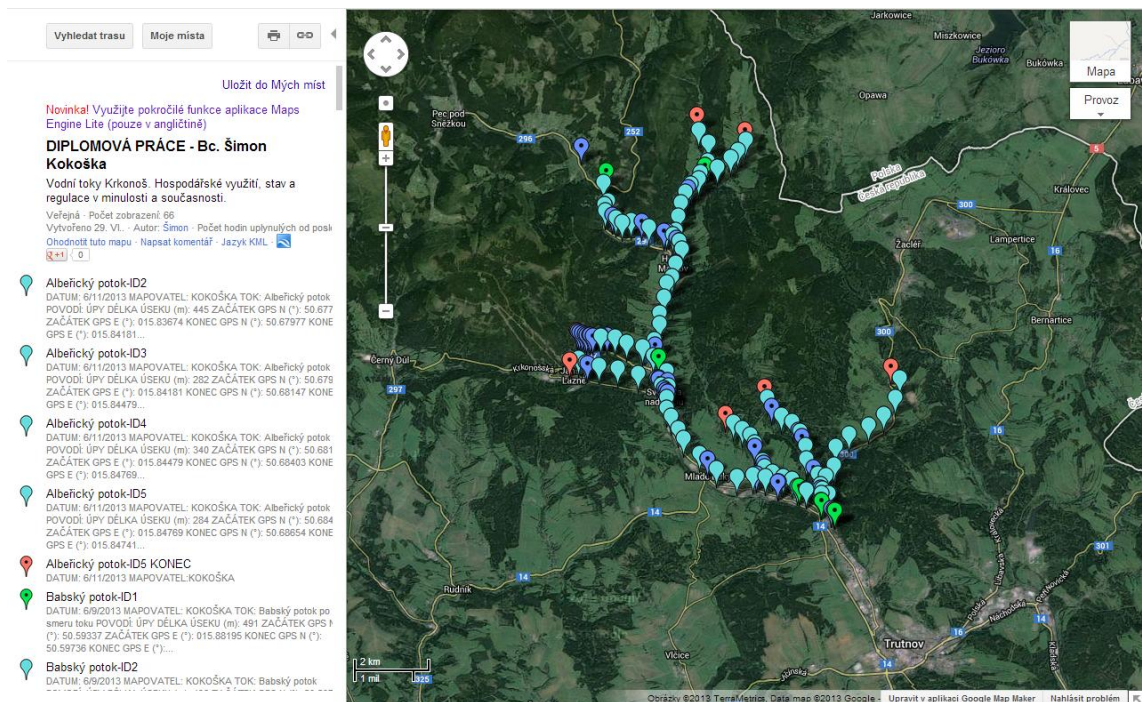 Vyhledat trasu
Moje místa
Uložit do Mých míst
Novinka! Využijte pokročilé funkce aplikace Maps
Engine Lite (pouze v angličtině)
DIPLOMOVÁ PRÁCE - Bc. Šimon
Kokoška
Vodní toky Krkonoš. Hospodářské využití, stav a
regulace v minulosti a současnosti.
Veřejná · Počet zobrazení: 66
Vytvořeno 29. VI.. · Autor: Šimon · Počet hodin uplynulých od posle
Ohodnotit tuto mapu · Napsat komentář · Jazyk KML ·
+1 0
Albeřický potok-ID2
DATUM: 6/11/2013 MAPOVATEL: KOKOŠKA TOK: Albeřický potok
POVODÍ: ÚPY DÉLKA ÚSEKU (m): 445 ZAČÁTEK GPS N (°): 50.677
ZAČÁTEK GPS E (°): 015.83674 KONEC GPS N (°): 50.67977 KONE
GPS E (°): 015.84181...
Albeřický potok-ID3
DATUM: 6/11/2013 MAPOVATEL: KOKOŠKA TOK: Albeřický potok
POVODÍ: ÚPY DÉLKA ÚSEKU (m): 282 ZAČÁTEK GPS N (°): 50.679
ZAČÁTEK GPS E (°): 015.84181 KONEC GPS N (°): 50.68147 KONE
GPS E (°): 015.84479...
Albeřický potok-ID4
DATUM: 6/11/2013 MAPOVATEL: KOKOŠKA TOK: Albeřický potok
POVODÍ: ÚPY DÉLKA ÚSEKU (m): 340 ZAČÁTEK GPS N (°): 50.681
ZAČÁTEK GPS E (°): 015.84479 KONEC GPS N (°): 50.68403 KONE
GPS E (°): 015.84769...
Albeřický potok-ID5
DATUM: 6/11/2013 MAPOVATEL: KOKOŠKA TOK: Albeřický potok
POVODÍ: ÚPY DÉLKA ÚSEKU (m): 284 ZAČÁTEK GPS N (°): 50.684
ZAČÁTEK GPS E (°): 015.84769 KONEC GPS N (°): 50.68654 KONE
GPS E (°): 015.84741...
Albeřický potok-ID5 KONEC
DATUM: 6/11/2013 MAPOVATEL:KOKOŠKA
Babský potok-ID1
DATUM: 6/9/2013 MAPOVATEL: KOKOŠKA TOK: Babský potok po
smeru toku POVODÍ: ÚPY DÉLKA ÚSEKU (m): 491 ZAČÁTEK GPS N
(°): 50.59337 ZAČÁTEK GPS E (°): 015.88195 KONEC GPS N (°):
50.59736 KONEC GPS E (°):...
Babský potok-ID2
DATUM: 6/9/2013 MAPOVATEL: KOKOŠKA TOK: Babský potok
Jarkowice
Miszkowice
Jezioro
Bukówka
Bukówka
Mapa
Provoz
Opawa
Pec pod
Sněžkou
296
252
5
Polska
Česká republika
Královec
300
Žacléř
Lampertice
16
300
Bernartice
Černý Důl
Krkonošská
Lázně
297
300
14
14
16
Královecká
Lubavská
301
Rudník
14
Petříkovická
Náchodská
Polská
16
14
Kladská
Trutnov
Vlčice
Jičínská
14
325
2 km
1 mil
Obrázky ©2013 TerraMetrics, Data map ©2013 Google -
Upravit v aplikaci Google Map Maker
Nahlásit problém